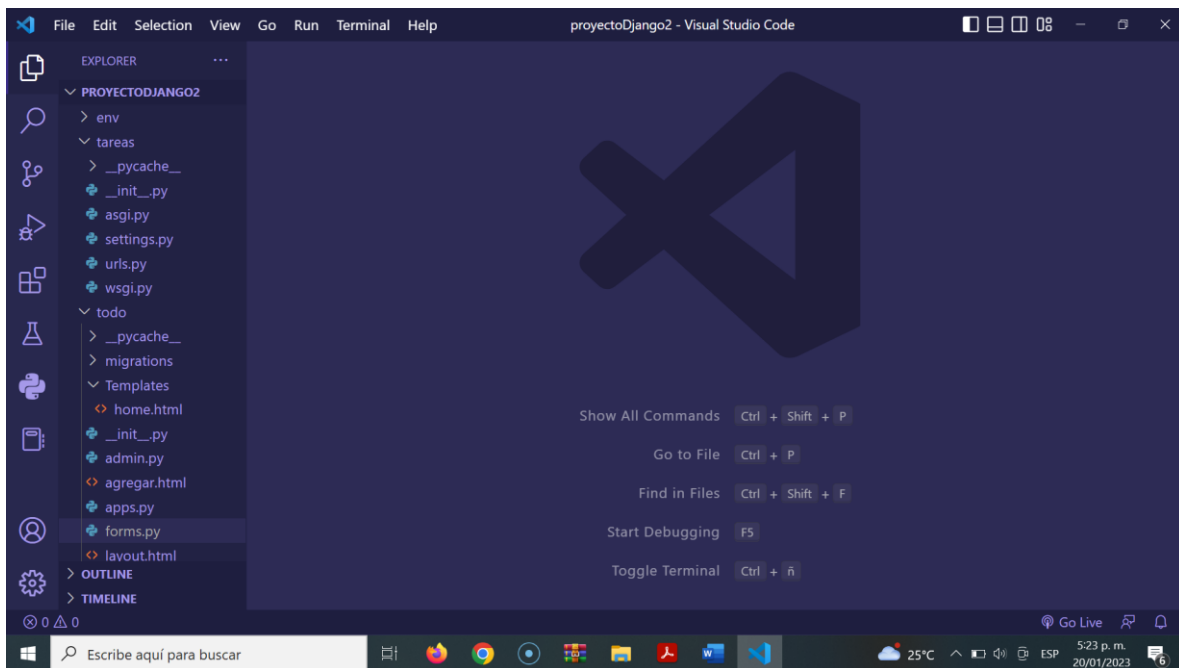 File Edit Selection View Go Run Terminal Help proyectoDjango2 - Visual Studio Code
EXPLORER
PROYECTODJANGO2
env
tareas
__pycache__
__init__.py
asgi.py
settings.py
urls.py
wsgi.py
todo
__pycache__
migrations
Templates
home.html
__init__.py
admin.py
agregar.html
apps.py
forms.py
layout.html
OUTLINE
TIMELINE
Show All Commands Ctrl + Shift + P
Go to File Ctrl + P
Find in Files Ctrl + Shift + F
Start Debugging F5
Toggle Terminal Ctrl + ñ
0 0 Go Live
Escribe aquí para buscar 25°C ESP 5:23 p. m.
20/01/2023 6